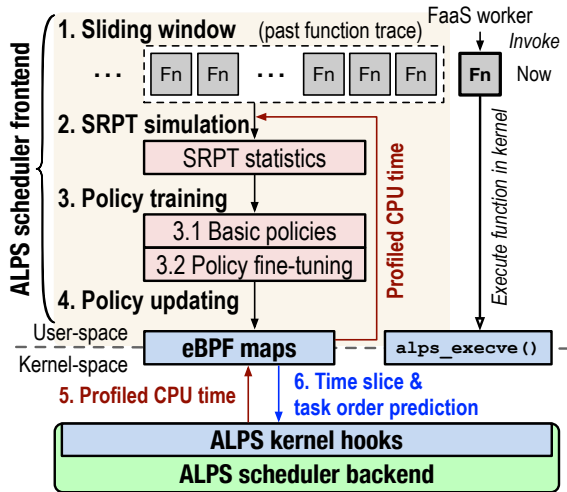 FaaS worker
1. Sliding window (past function trace)
Invoke
... Fn Fn ... Fn Fn Fn
Fn Now
2. SRPT simulation
SRPT statistics
3. Policy training
3.1 Basic policies
3.2 Policy fine-tuning
4. Policy updating
ALPS scheduler frontend
Profiled CPU time
Execute function in kernel
User-space
Kernel-space
eBPF maps
alps_execve()
5. Profiled CPU time
6. Time slice &
task order prediction
ALPS kernel hooks
ALPS scheduler backend